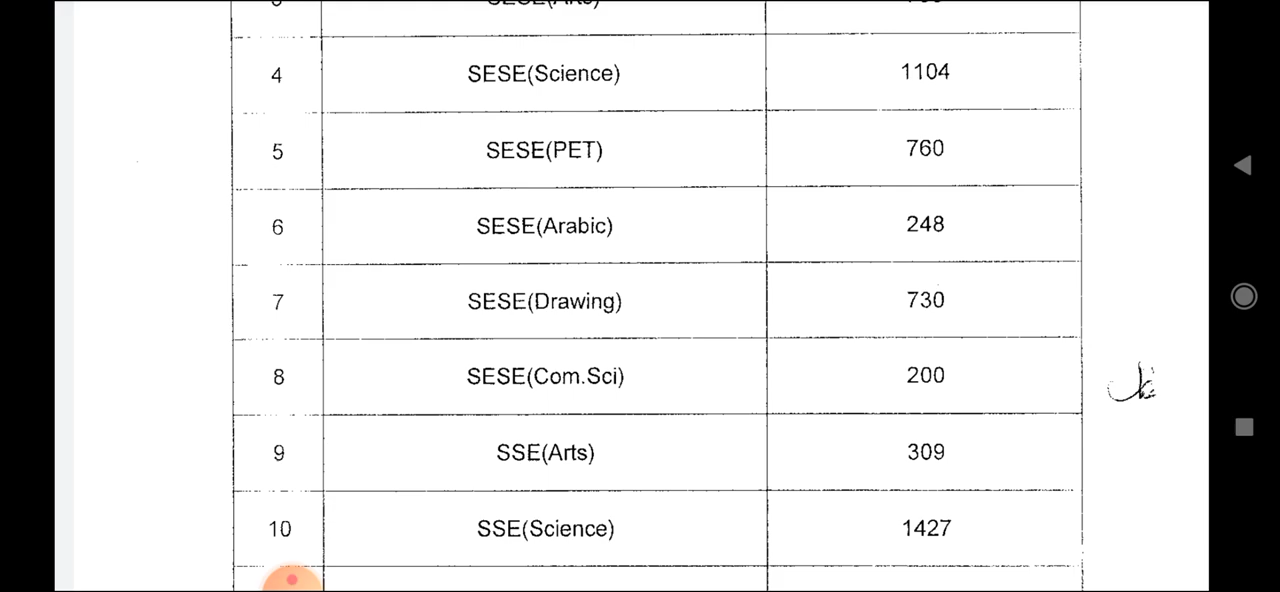 4 SESE(Science) 1104
5 SESE(PET) 760
6 SESE(Arabic) 248
7 SESE(Drawing) 730
8 SESE(Com.Sci) 200
9 SSE(Arts) 309
10 SSE(Science) 1427